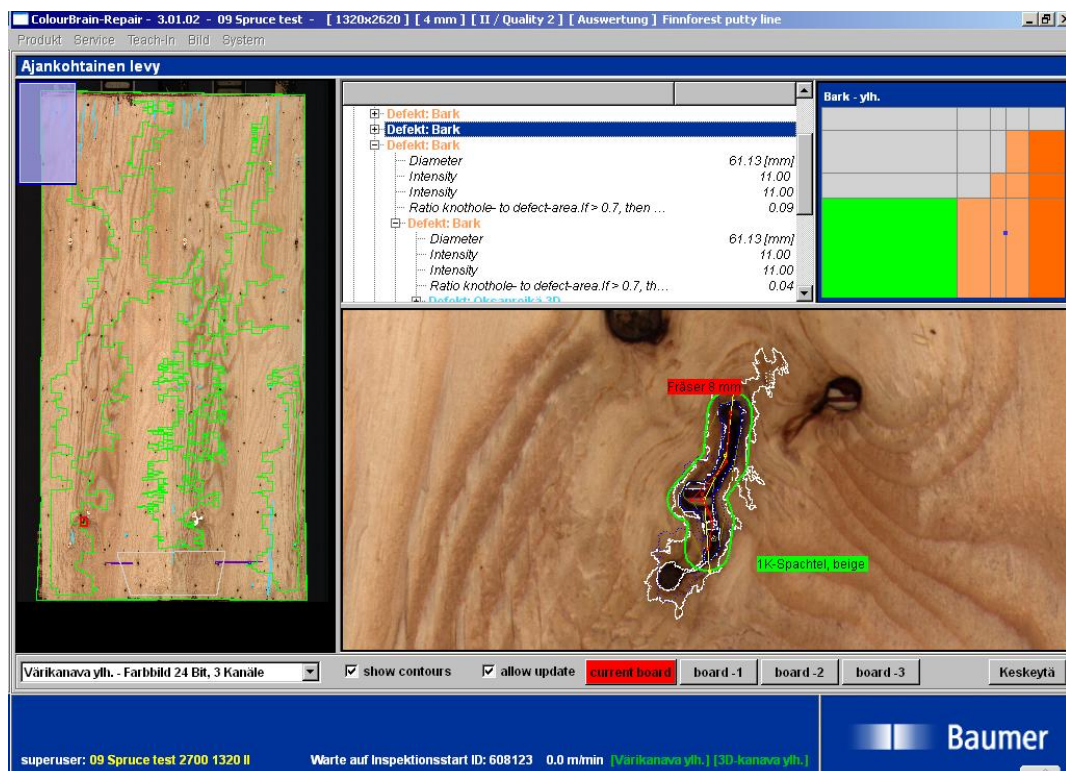 ColourBrain-Repair - 3.01.02 - 09 Spruce test - [ 1320x2620 ] [ 4 mm ] [ II / Quality 2 ] [ Auswertung ] Finnforest putty line
Produkt Service Teach-In Bild System
Ajankohtainen levy
Defekt: Bark
Defekt: Bark
Defekt: Bark
Diameter 61.13 [mm]
Intensity 11.00
Intensity 11.00
Ratio knothole- to defect-area.If > 0.7, then ... 0.09
Defekt: Bark
Diameter 61.13 [mm]
Intensity 11.00
Intensity 11.00
Ratio knothole- to defect-area.If > 0.7, th... 0.04
Defekt: Oksanreikä 3D
Bark - ylh.
Fräser 8 mm
1K-Spachtel, beige
Värikanava ylh. - Farbbild 24 Bit, 3 Kanäle
show contours
allow update
current board
board -1
board -2
board -3
Keskeytä
superuser: 09 Spruce test 2700 1320 II
Warte auf Inspektionsstart ID: 608123 0.0 m/min [Värikanava ylh.] [3D-kanava ylh.]
Baumer